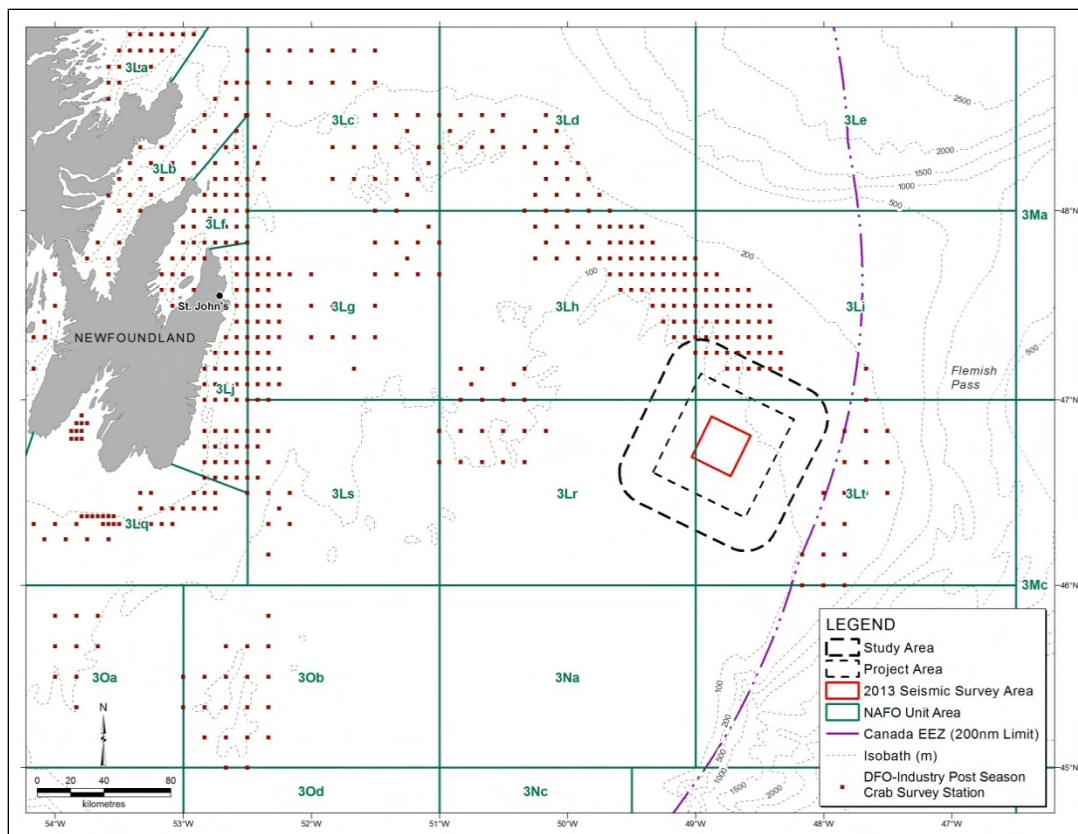 3La
3Lc
3Ld
3Le
2500
2000
1500
1000
500
3Lb
48°N
3Lf
3Ma
200
100
St. John's
3Lg
3Lh
3Li
NEWFOUNDLAND
500
Flemish
Pass
3Lj
47°N
3Ls
3Lr
3Lt
3Lq
46°N
3Mc
LEGEND
Study Area
Project Area
2013 Seismic Survey Area
NAFO Unit Area
Canada EEZ (200nm Limit)
Isobath (m)
DFO-Industry Post Season
Crab Survey Station
3Oa
3Ob
3Na
100
200
500
1000
1500
2000
N
0 20 40 80
kilometres
45°N
3Od
3Nc
54°W 53°W 52°W 51°W 50°W 49°W 48°W 47°W